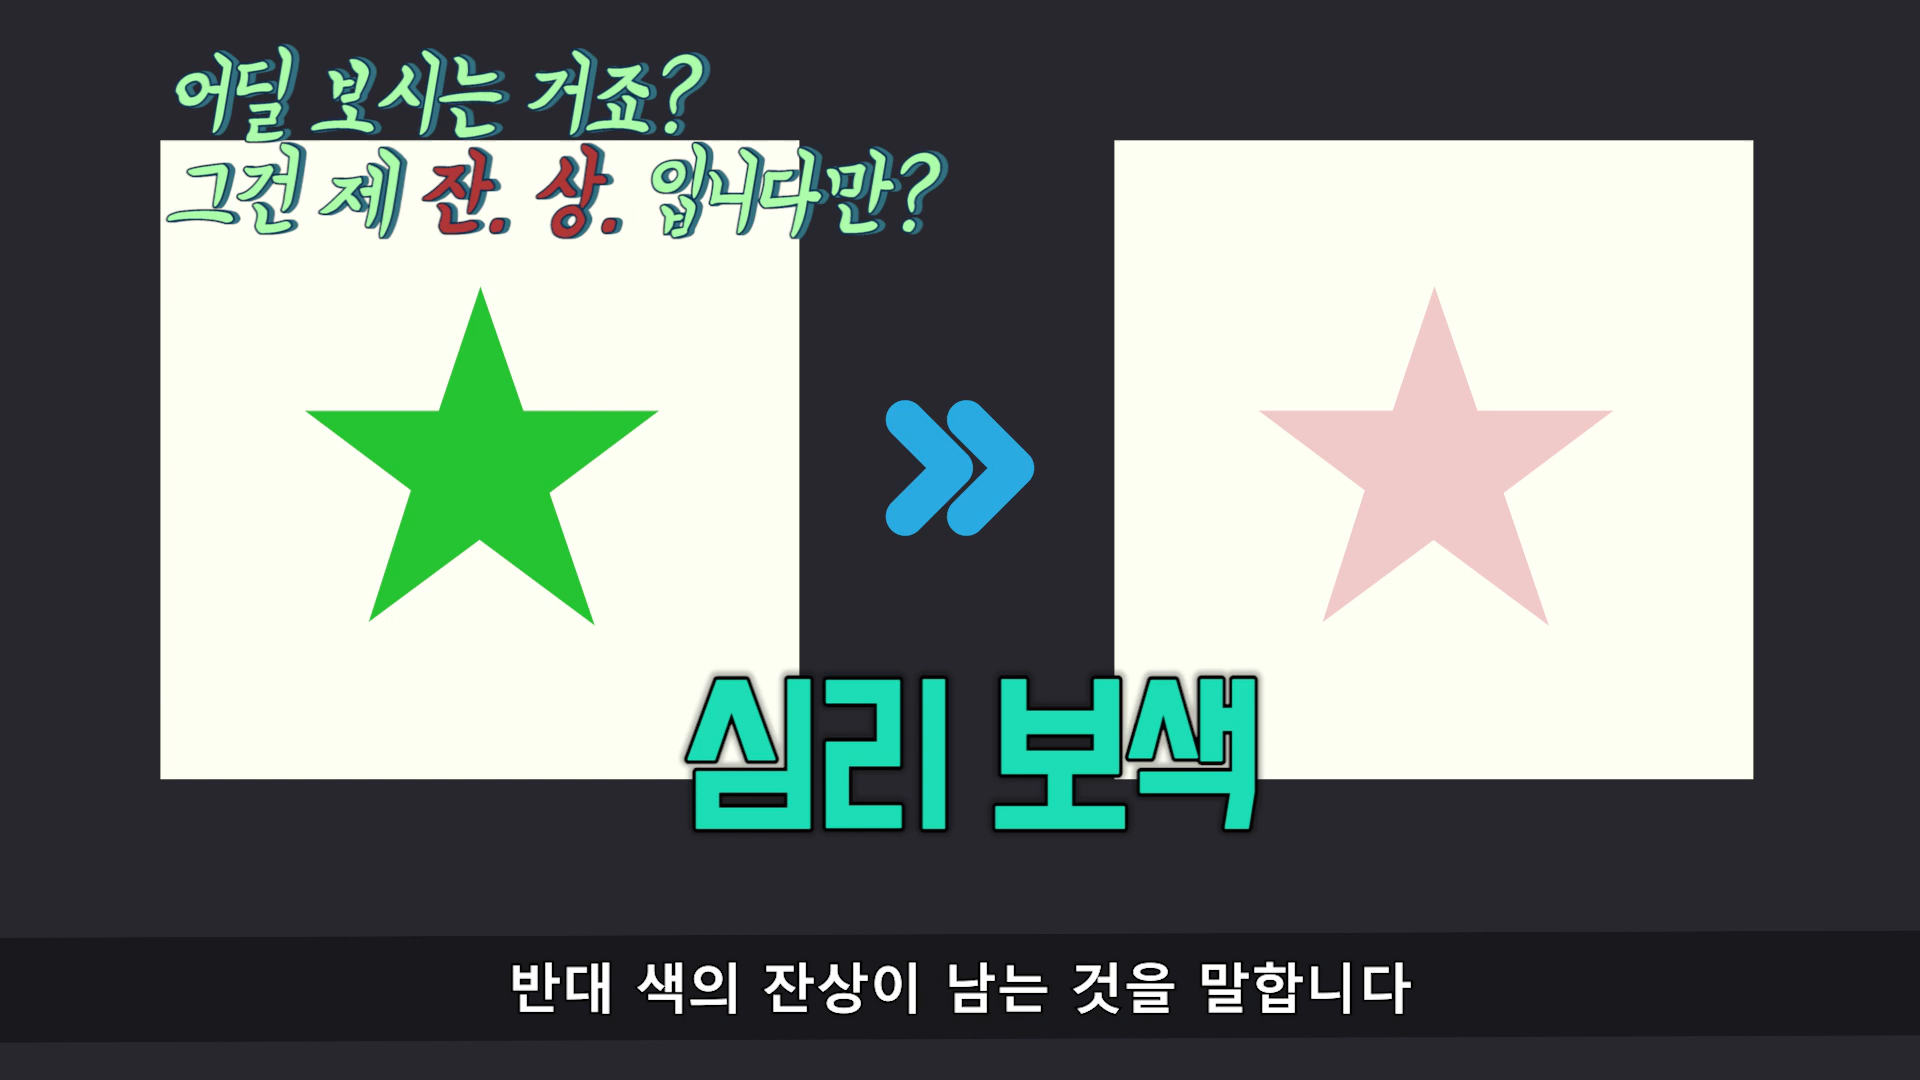 어딜 보시는 거죠?
그건 제 잔. 상. 입니다만?
심리 보색
반대 색의 잔상이 남는 것을 말합니다